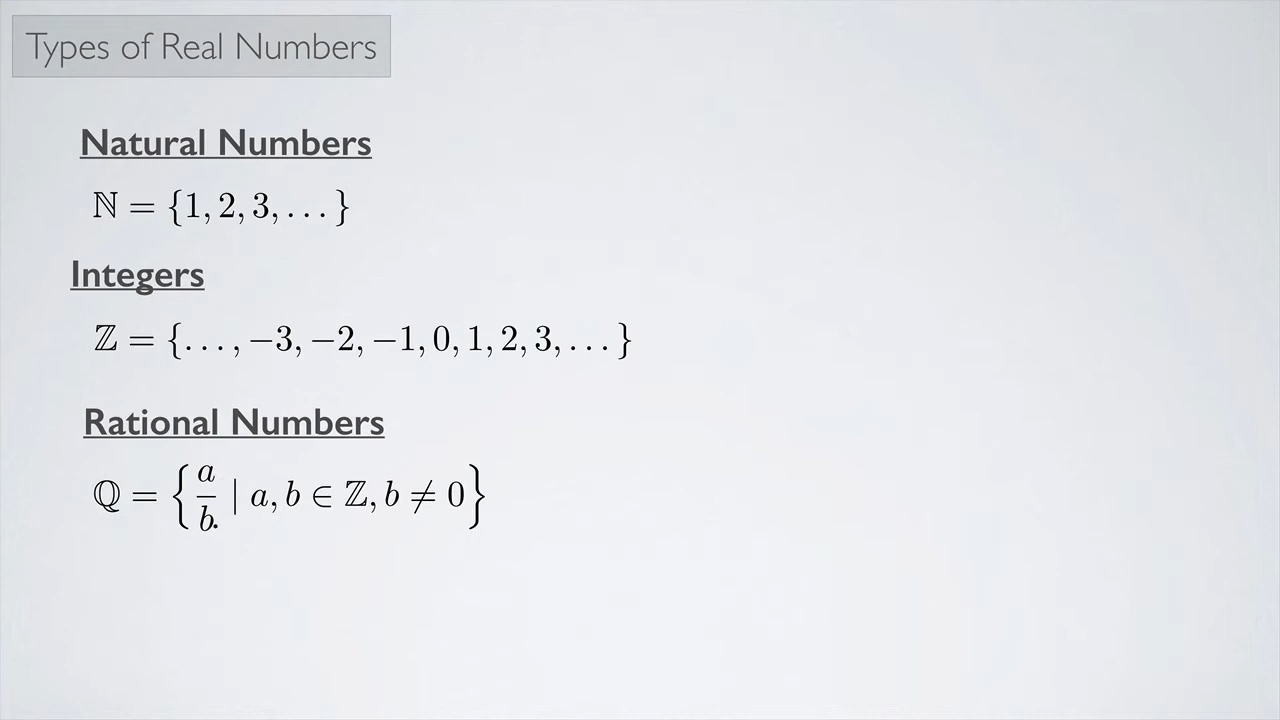 Types of Real Numbers
Natural Numbers
ℕ = {1, 2, 3, . . . }
Integers
ℤ = {. . . , −3, −2, −1, 0, 1, 2, 3, . . . }
Rational Numbers
ℚ = { a/b | a, b ∈ ℤ, b ≠ 0 }